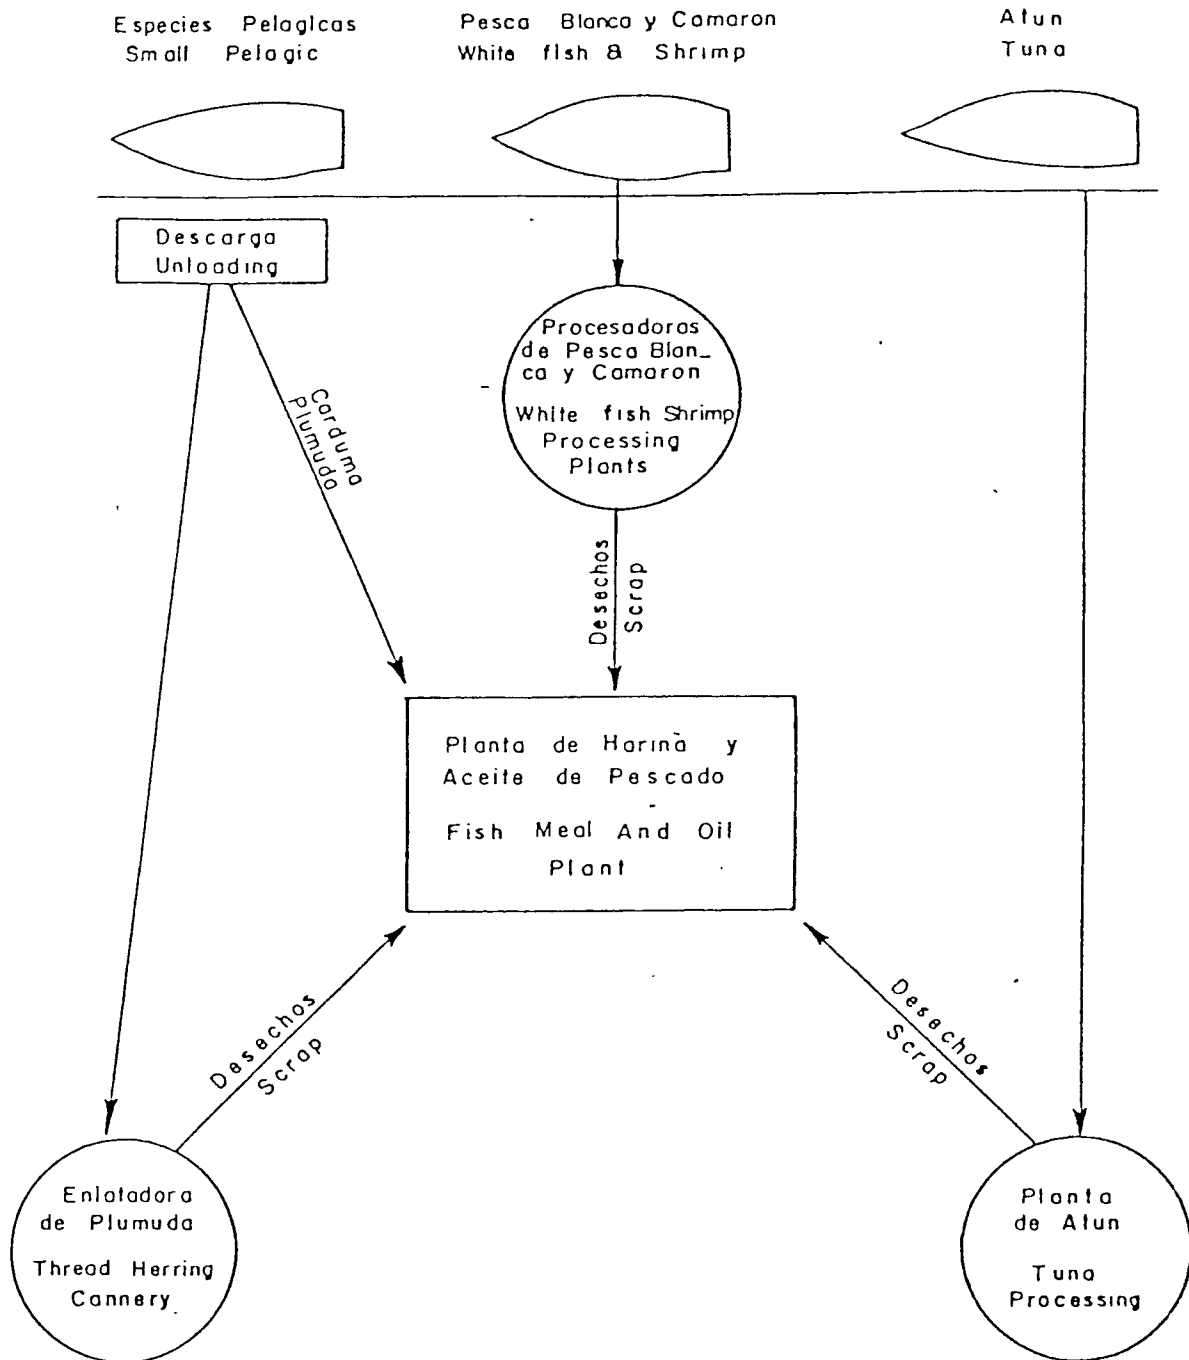 Especies Pelagicas
Small Pelagic
Pesca Blanca y Camaron
White fish & Shrimp
Atun
Tuna
Descarga
Unloading
Procesadoras
de Pesca Blan_
ca y Camaron
White fish Shrimp
Processing
Plants
Carduma
Plumuda
Desechos
Scrap
Planta de Harina y
Aceite de Pescado
Fish Meal And Oil
Plant
Desechos
Scrap
Desechos
Scrap
Enlatadora
de Plumuda
Thread Herring
Cannery
Planta
de Atun
Tuna
Processing